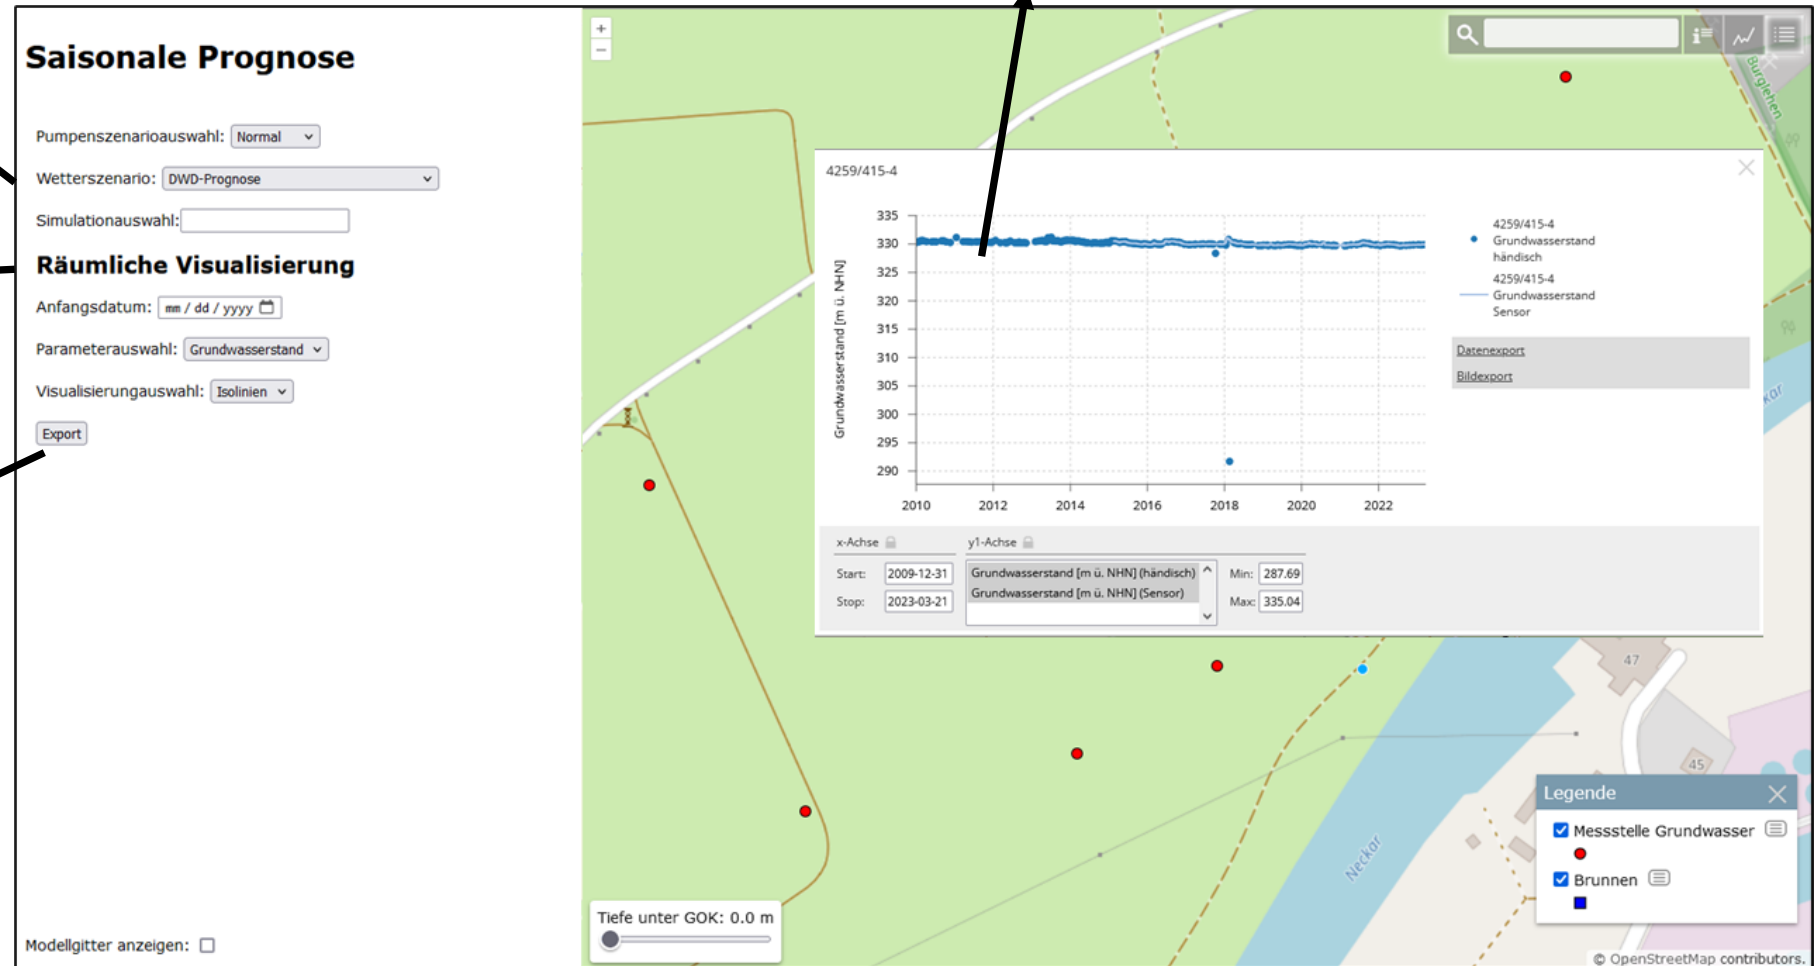 Saisonale Prognose
Pumpenszenarioauswahl: Normal
Wetterszenario: DWD-Prognose
Simulationauswahl:
Räumliche Visualisierung
Anfangsdatum: mm / dd / yyyy
Parameterauswahl: Grundwasserstand
Visualisierungauswahl: Isolinien
Export
Modellgitter anzeigen:
+
−
Burglehen
99
94
4259/415-4
335
330
325
320
315
310
305
300
295
290
Grundwasserstand [m ü. NHN]
2010 2012 2014 2016 2018 2020 2022
4259/415-4
Grundwasserstand
händisch
4259/415-4
Grundwasserstand
Sensor
Datenexport
Bildexport
x-Achse
Start: 2009-12-31
Stop: 2023-03-21
y1-Achse
Grundwasserstand [m ü. NHN] (händisch)
Grundwasserstand [m ü. NHN] (Sensor)
Min: 287.69
Max: 335.04
47
45
Neckar
Tiefe unter GOK: 0.0 m
Legende
Messstelle Grundwasser
Brunnen
© OpenStreetMap contributors.